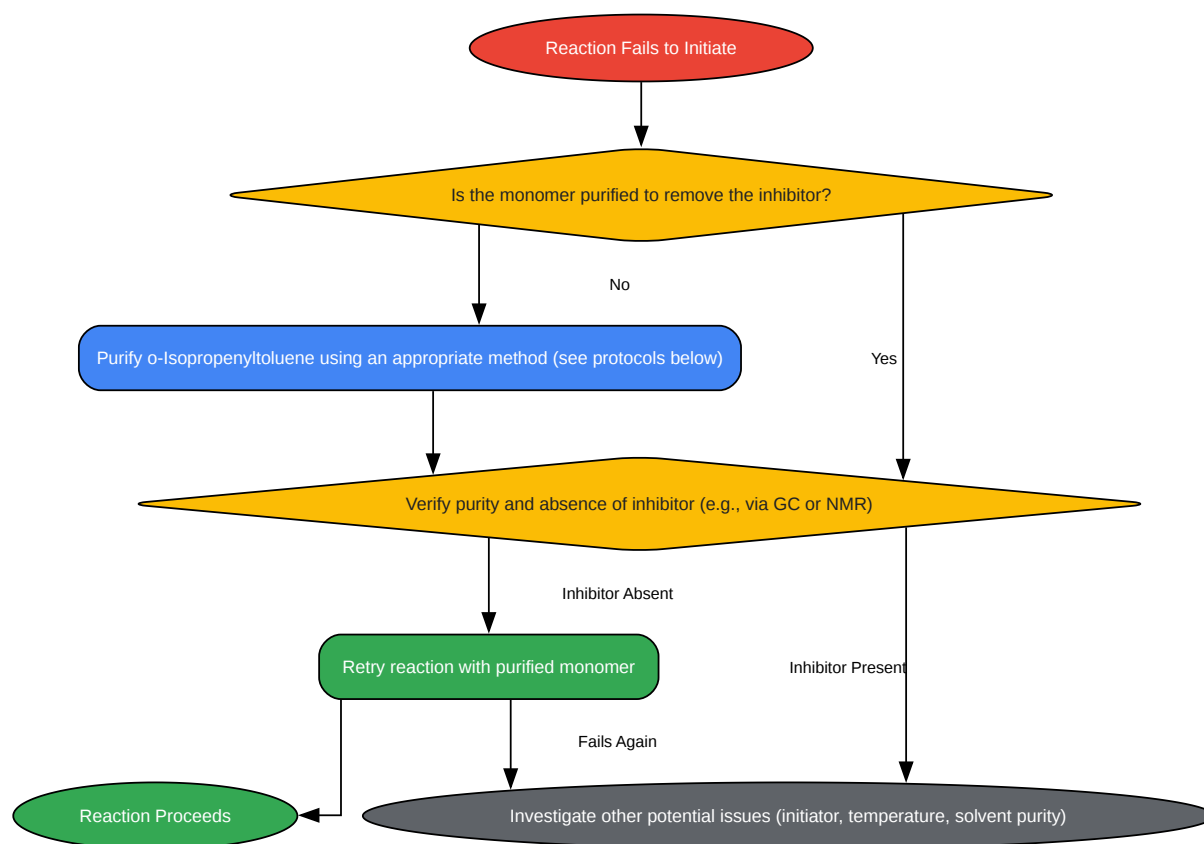 Reaction Fails to Initiate
Is the monomer purified to remove the inhibitor?
No
Purify o-Isopropenyltoluene using an appropriate method (see protocols below)
Yes
Verify purity and absence of inhibitor (e.g., via GC or NMR)
Inhibitor Absent
Retry reaction with purified monomer
Inhibitor Present
Fails Again
Reaction Proceeds
Investigate other potential issues (initiator, temperature, solvent purity)